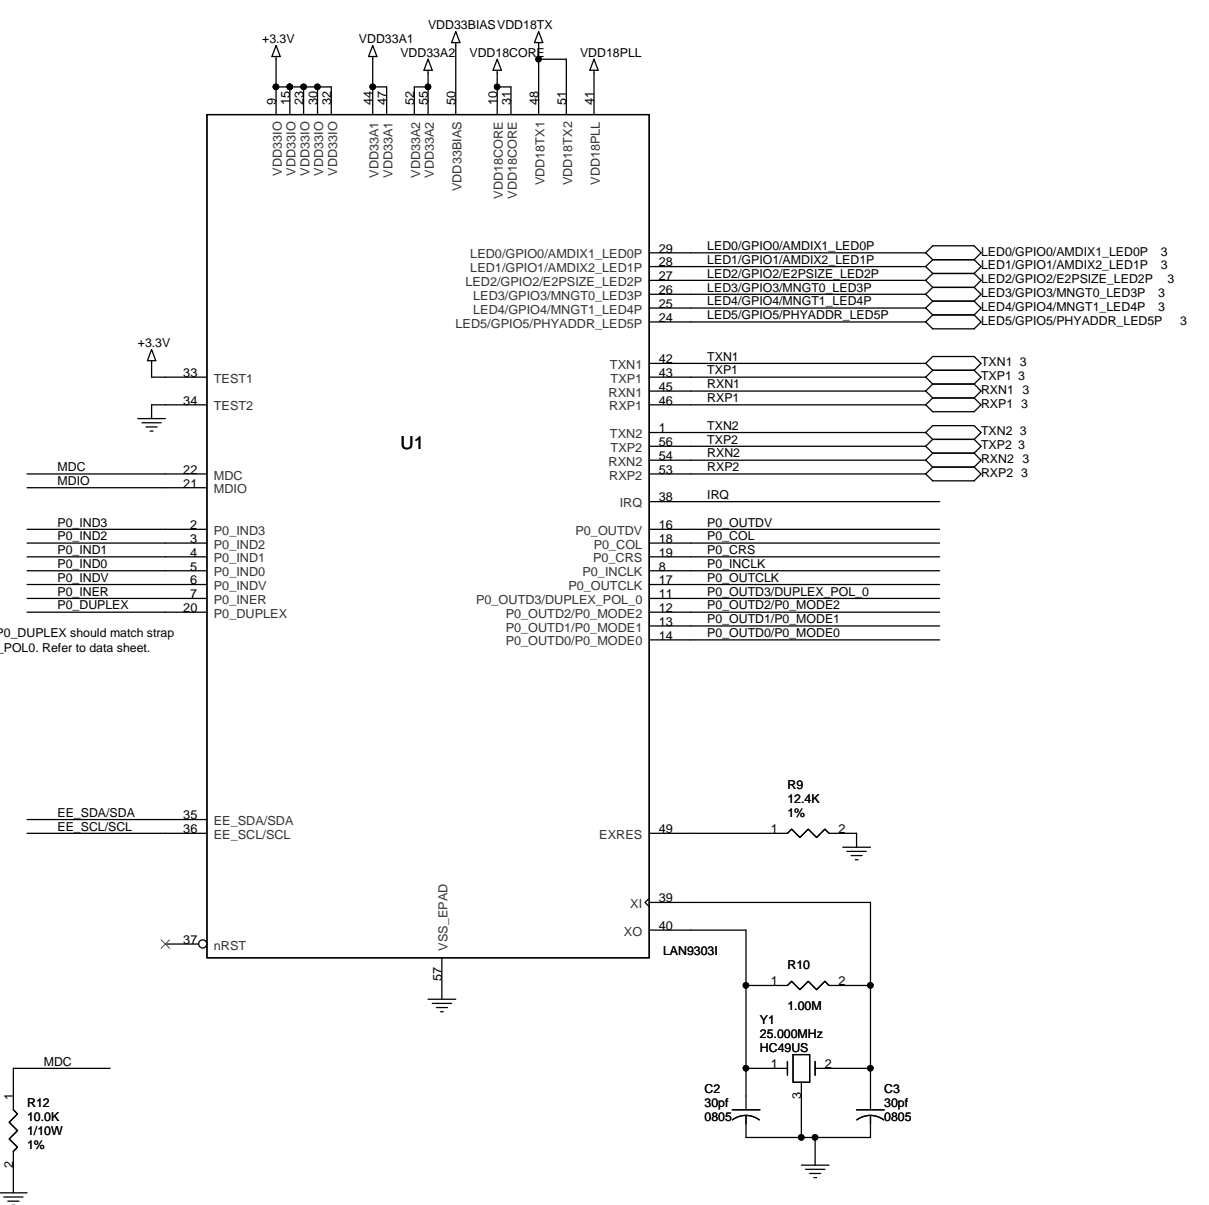 VDD33BIAS VDD18TX
+3.3V VDD33A1
VDD33A2 VDD18CORE VDD18PLL
9 15 23 30 32 44 47 52 55 50 10 31 48 51 41
VDD33IO VDD33IO VDD33IO VDD33IO VDD33IO VDD33A1 VDD33A1 VDD33A2 VDD33A2 VDD33BIAS VDD18CORE VDD18CORE VDD18TX1 VDD18TX2 VDD18PLL
LED0/GPIO0/AMDIX1_LED0P 29 LED0/GPIO0/AMDIX1_LED0P LED0/GPIO0/AMDIX1_LED0P 3
LED1/GPIO1/AMDIX2_LED1P 28 LED1/GPIO1/AMDIX2_LED1P LED1/GPIO1/AMDIX2_LED1P 3
LED2/GPIO2/E2PSIZE_LED2P 27 LED2/GPIO2/E2PSIZE_LED2P LED2/GPIO2/E2PSIZE_LED2P 3
LED3/GPIO3/MNGT0_LED3P 26 LED3/GPIO3/MNGT0_LED3P LED3/GPIO3/MNGT0_LED3P 3
LED4/GPIO4/MNGT1_LED4P 25 LED4/GPIO4/MNGT1_LED4P LED4/GPIO4/MNGT1_LED4P 3
LED5/GPIO5/PHYADDR_LED5P 24 LED5/GPIO5/PHYADDR_LED5P LED5/GPIO5/PHYADDR_LED5P 3
+3.3V
TXN1 42 TXN1 TXN1 3
33 TEST1 TXP1 43 TXP1 TXP1 3
RXN1 45 RXN1 RXN1 3
34 TEST2 RXP1 46 RXP1 RXP1 3
U1
TXN2 1 TXN2 TXN2 3
TXP2 56 TXP2 TXP2 3
RXN2 54 RXN2 RXN2 3
MDC 22 MDC RXP2 53 RXP2 RXP2 3
MDIO 21 MDIO
IRQ 38 IRQ
P0_IND3 2 P0_IND3 P0_OUTDV 16 P0_OUTDV
P0_IND2 3 P0_IND2 P0_COL 18 P0_COL
P0_IND1 4 P0_IND1 P0_CRS 19 P0_CRS
P0_IND0 5 P0_IND0 P0_INCLK 8 P0_INCLK
P0_INDV 6 P0_INDV P0_OUTCLK 17 P0_OUTCLK
P0_INER 7 P0_INER P0_OUTD3/DUPLEX_POL_0 11 P0_OUTD3/DUPLEX_POL_0
P0_DUPLEX 20 P0_DUPLEX P0_OUTD2/P0_MODE2 12 P0_OUTD2/P0_MODE2
P0_OUTD1/P0_MODE1 13 P0_OUTD1/P0_MODE1
P0_OUTD0/P0_MODE0 14 P0_OUTD0/P0_MODE0
P0_DUPLEX should match strap
_POL0. Refer to data sheet.
R9
12.4K
1%
EE_SDA/SDA 35 EE_SDA/SDA
EE_SCL/SCL 36 EE_SCL/SCL EXRES 49 1 2
XI 39
XO 40
37 nRST VSS_EPAD LAN9303I
57
R10
1 2
1.00M
Y1
25.000MHz
HC49US
1 2
3
C2
30pf
0805
C3
30pf
0805
MDC
1
R12
10.0K
1/10W
1%
2